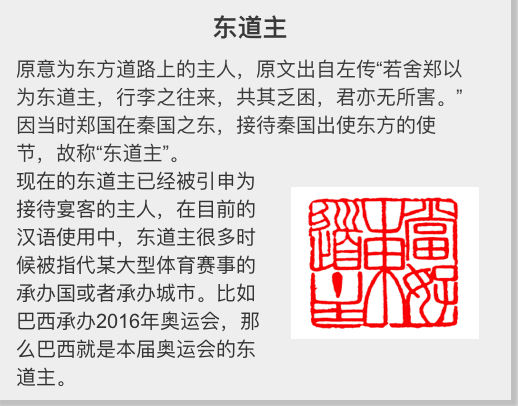 东道主
原意为东方道路上的主人，原文出自左传“若舍郑以
为东道主，行李之往来，共其乏困，君亦无所害。”
因当时郑国在秦国之东，接待秦国出使东方的使
节，故称“东道主”。
现在的东道主已经被引申为
接待宴客的主人，在目前的
汉语使用中，东道主很多时
候被指代某大型体育赛事的
承办国或者承办城市。比如
巴西承办2016年奥运会，那
么巴西就是本届奥运会的东
道主。
當好
東
道主